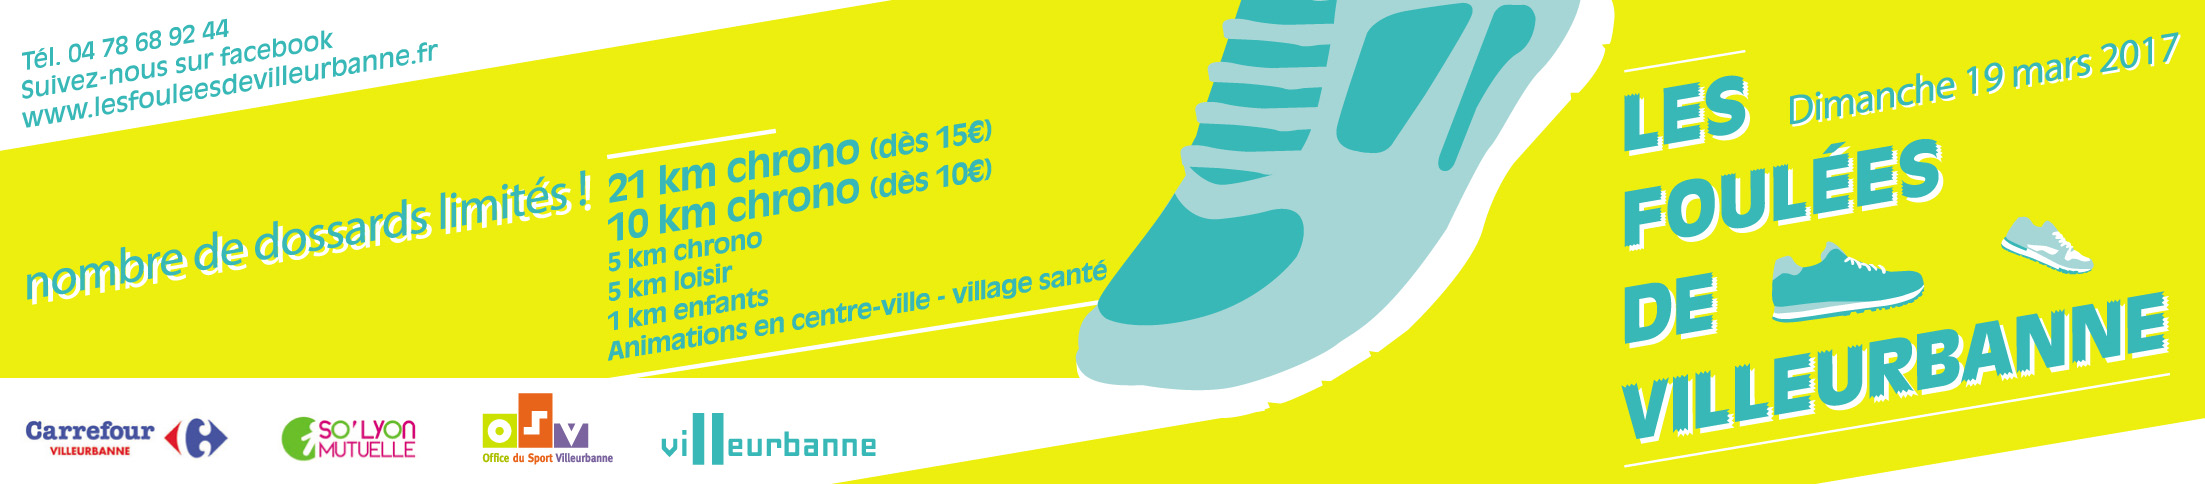 Tél. 04 78 68 92 44
Suivez-nous sur facebook
www.lesfouleesdevilleurbanne.fr
nombre de dossards limités !
21 km chrono (dès 15€)
10 km chrono (dès 10€)
5 km chrono
5 km loisir
1 km enfants
Animations en centre-ville - village santé
Dimanche 19 mars 2017
LES
FOULÉES
DE
VILLEURBANNE
Carrefour
VILLEURBANNE
SO'LYON
MUTUELLE
OSV
Office du Sport Villeurbanne
villeurbanne